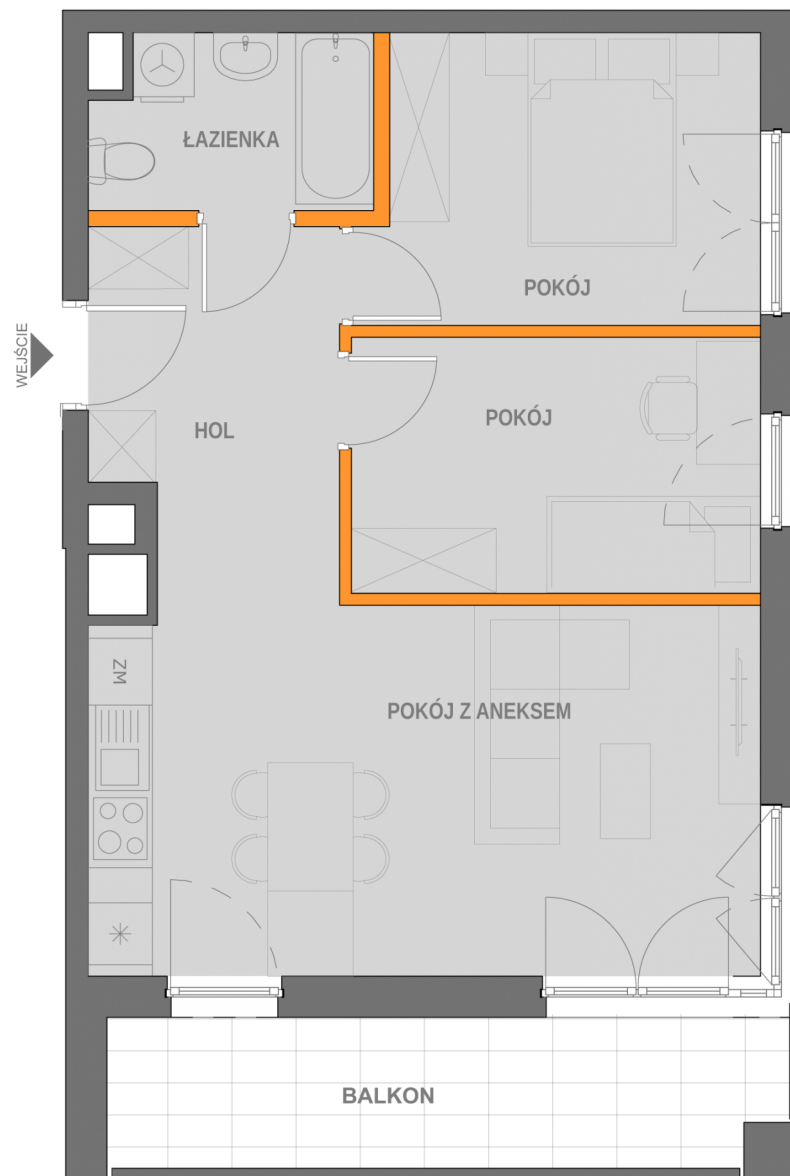 ŁAZIENKA
POKÓJ
WEJŚCIE
HOL
POKÓJ
ZM
POKÓJ Z ANEKSEM
BALKON